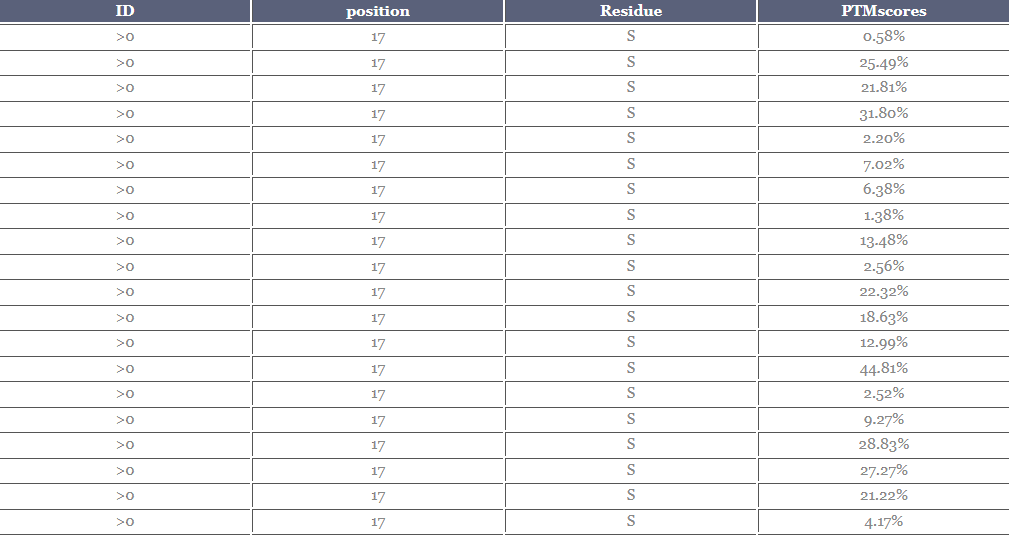 ID position Residue PTMscores
>0 17 S 0.58%
>0 17 S 25.49%
>0 17 S 21.81%
>0 17 S 31.80%
>0 17 S 2.20%
>0 17 S 7.02%
>0 17 S 6.38%
>0 17 S 1.38%
>0 17 S 13.48%
>0 17 S 2.56%
>0 17 S 22.32%
>0 17 S 18.63%
>0 17 S 12.99%
>0 17 S 44.81%
>0 17 S 2.52%
>0 17 S 9.27%
>0 17 S 28.83%
>0 17 S 27.27%
>0 17 S 21.22%
>0 17 S 4.17%